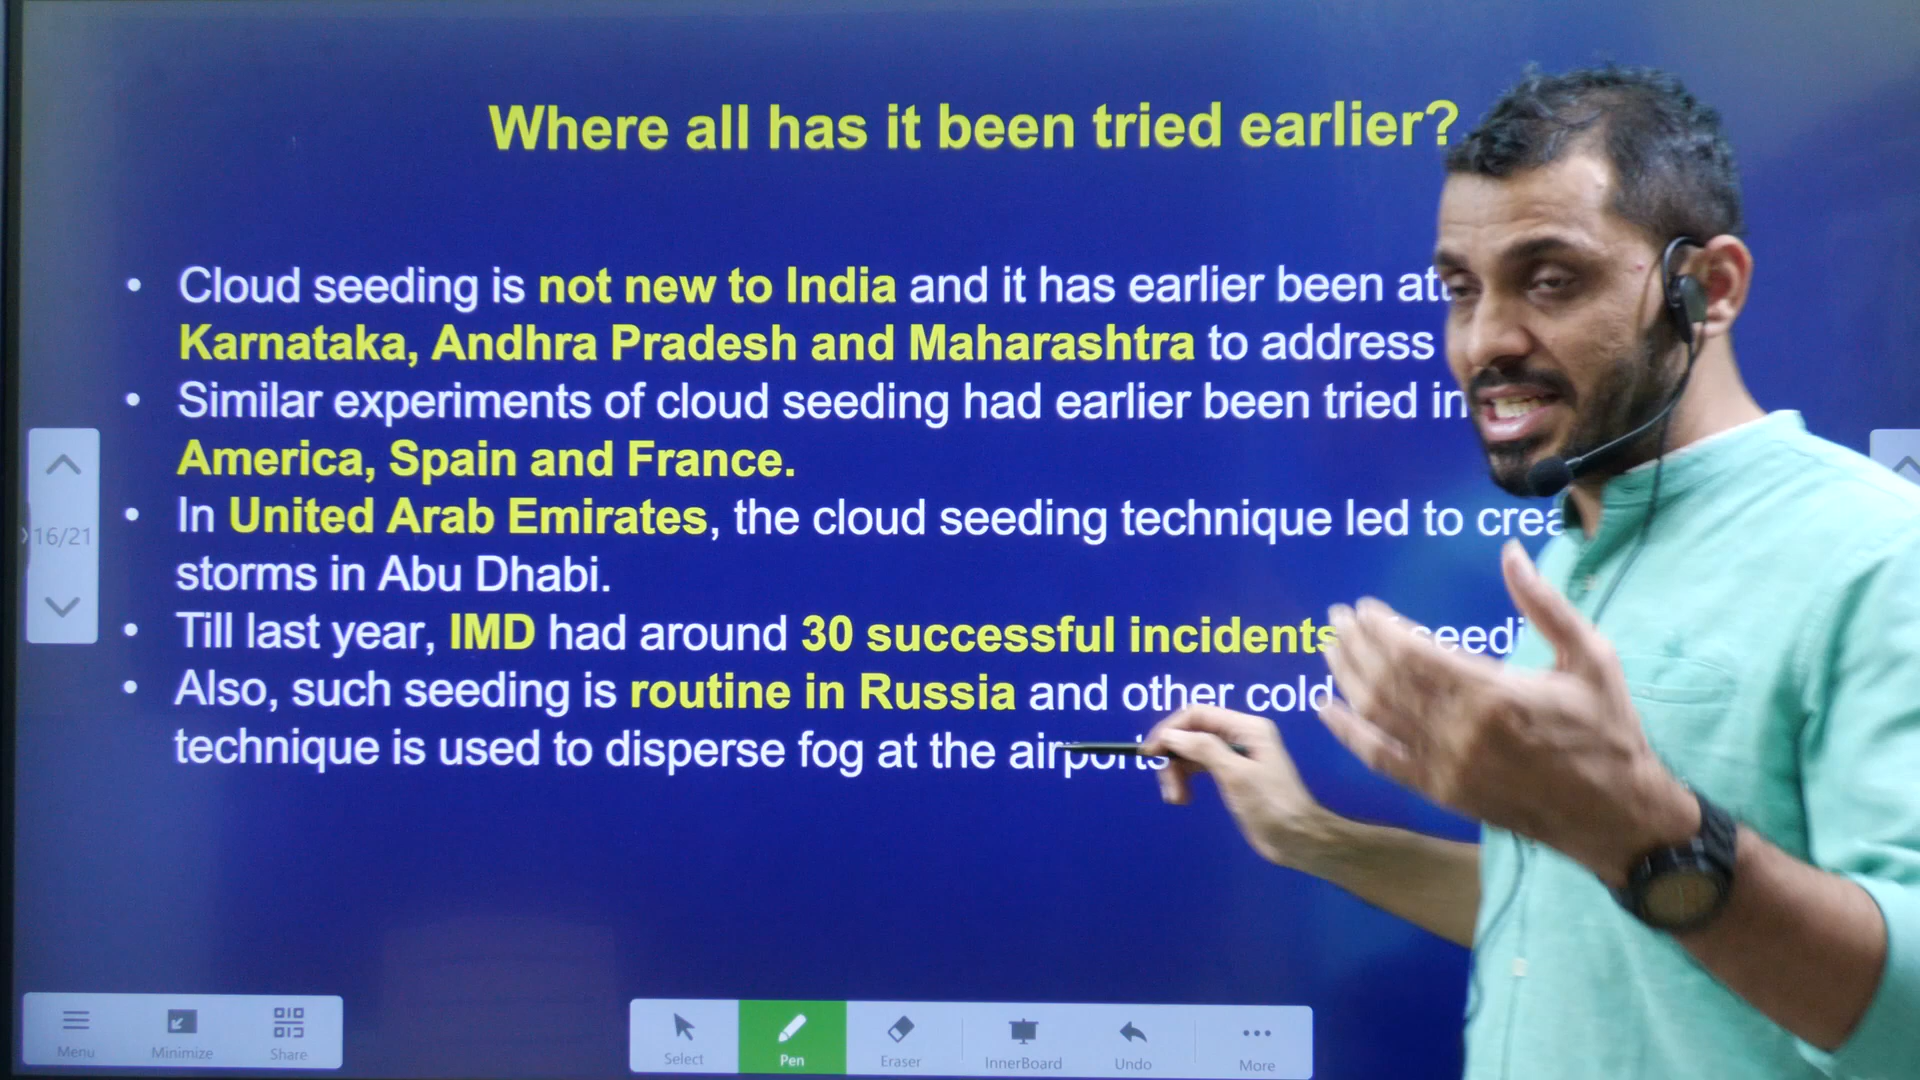 Where all has it been tried earlier?
• Cloud seeding is not new to India and it has earlier been
Karnataka, Andhra Pradesh and Maharashtra to address
• Similar experiments of cloud seeding had earlier been tried in
America, Spain and France.
• In United Arab Emirates, the cloud seeding technique led to
storms in Abu Dhabi.
• Till last year, IMD had around 30 successful incidents
• Also, such seeding is routine in Russia and other cold
technique is used to disperse fog at the airports
16/21
Menu Minimize Share
Select Pen Eraser InnerBoard Undo More